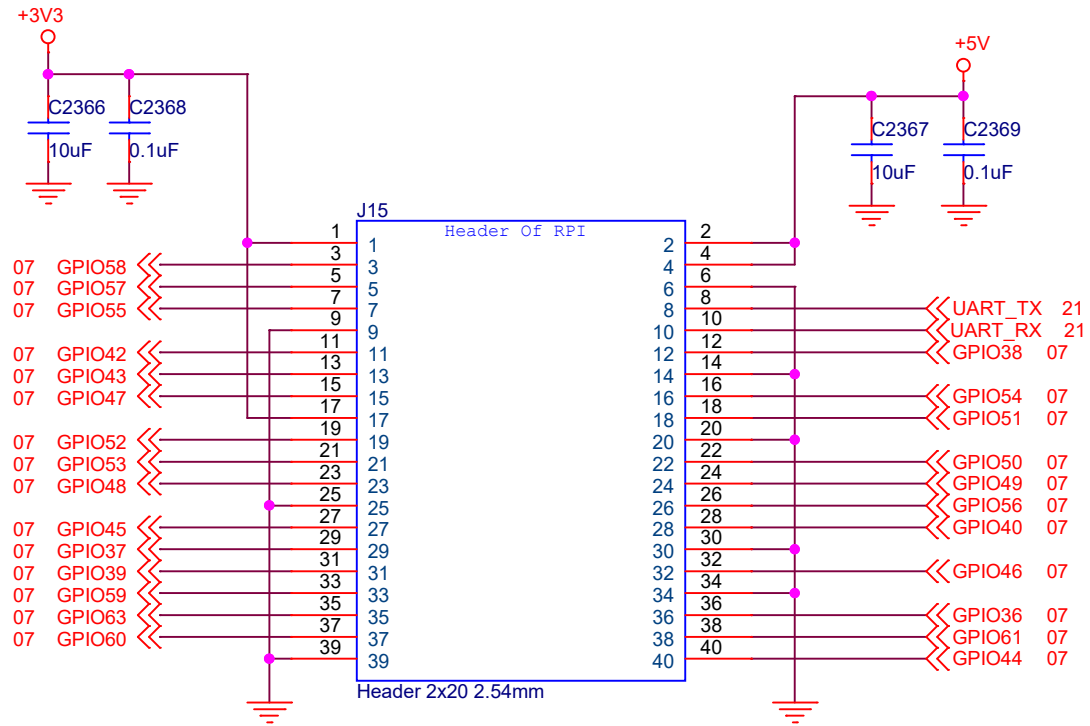 +3V3
+5V
C2366
C2368
10uF
0.1uF
C2367
C2369
10uF
0.1uF
J15
Header Of RPI
1 1 2 2
07 GPIO58 3 3 4 4
07 GPIO57 5 5 6 6
07 GPIO55 7 7 8 8 UART_TX 21
9 9 10 10 UART_RX 21
07 GPIO42 11 11 12 12 GPIO38 07
07 GPIO43 13 13 14 14
07 GPIO47 15 15 16 16 GPIO54 07
17 17 18 18 GPIO51 07
07 GPIO52 19 19 20 20
07 GPIO53 21 21 22 22 GPIO50 07
07 GPIO48 23 23 24 24 GPIO49 07
25 25 26 26 GPIO56 07
07 GPIO45 27 27 28 28 GPIO40 07
07 GPIO37 29 29 30 30
07 GPIO39 31 31 32 32 GPIO46 07
07 GPIO59 33 33 34 34
07 GPIO63 35 35 36 36 GPIO36 07
07 GPIO60 37 37 38 38 GPIO61 07
39 39 40 40 GPIO44 07
Header 2x20 2.54mm